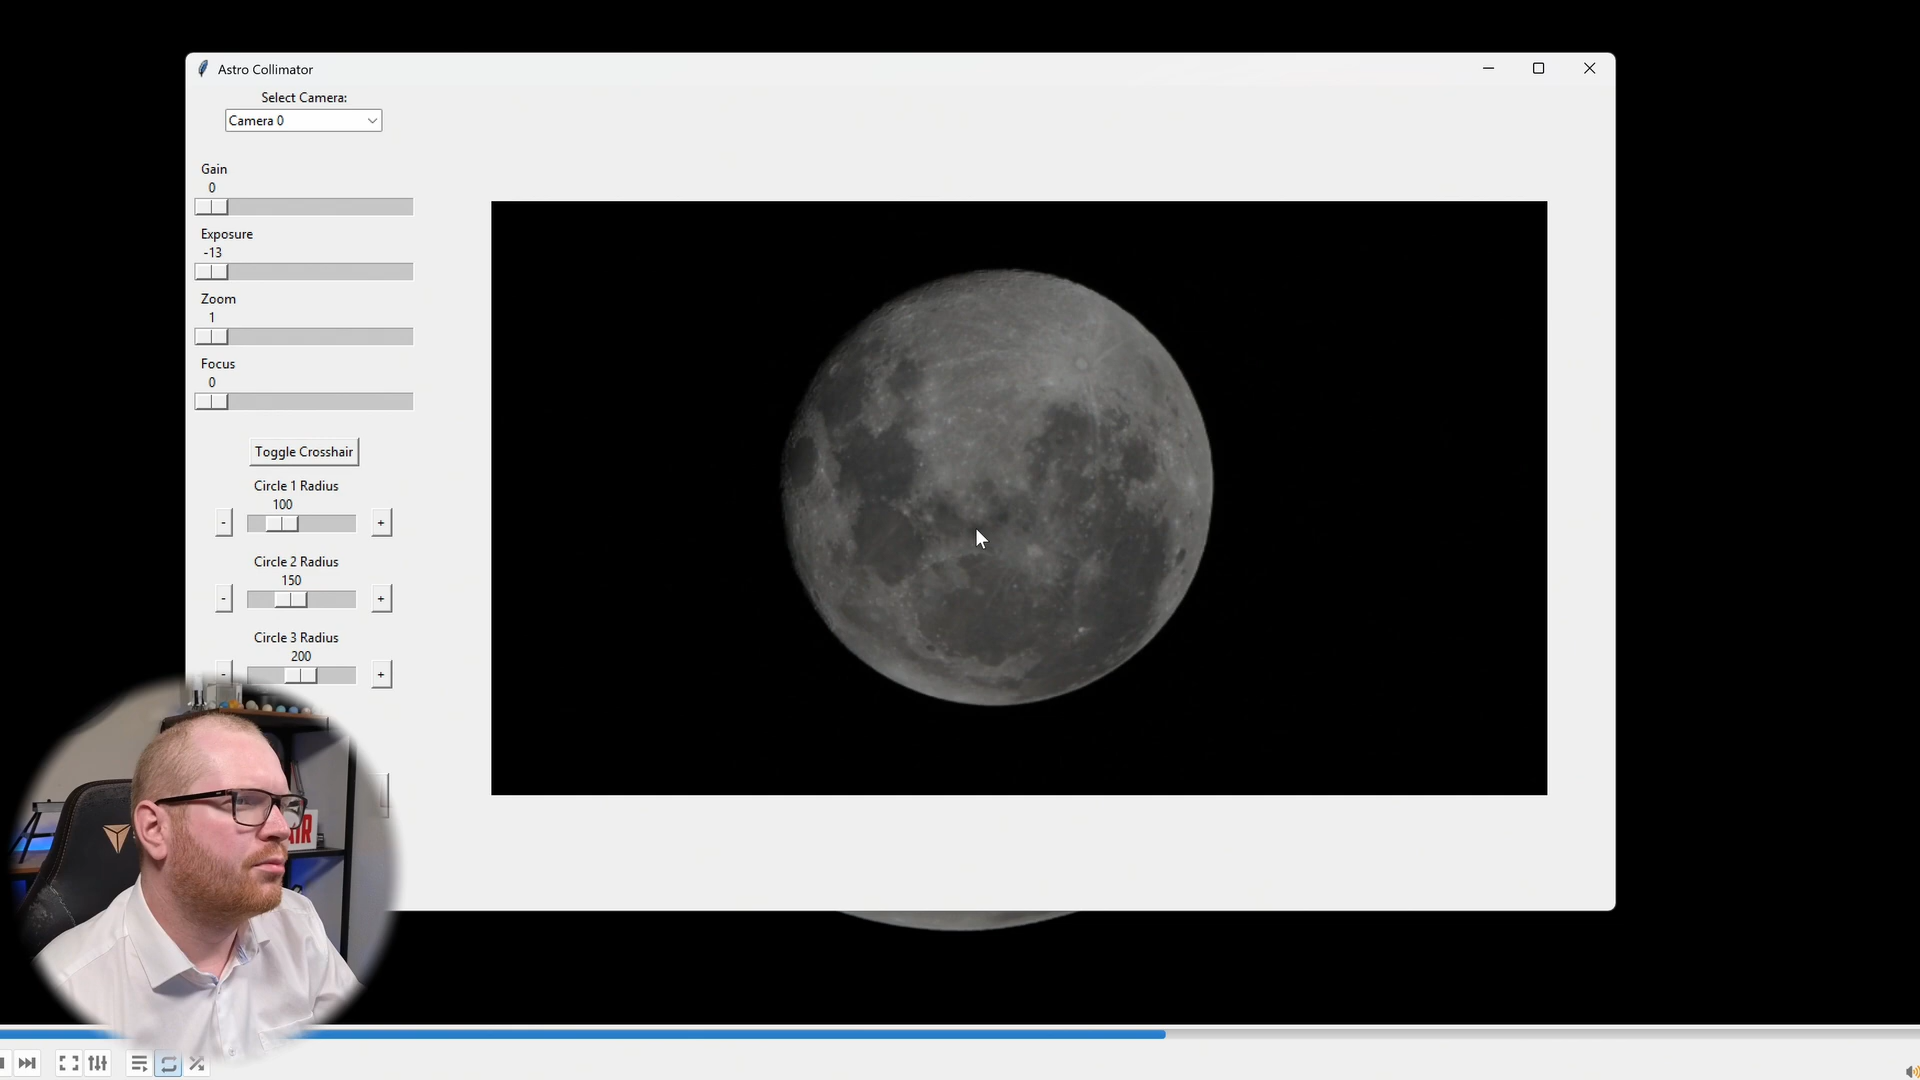 Astro Collimator
Select Camera:
Camera 0
Gain
0
Exposure
-13
Zoom
1
Focus
0
Toggle Crosshair
Circle 1 Radius
100
-
+
Circle 2 Radius
150
-
+
Circle 3 Radius
200
-
+